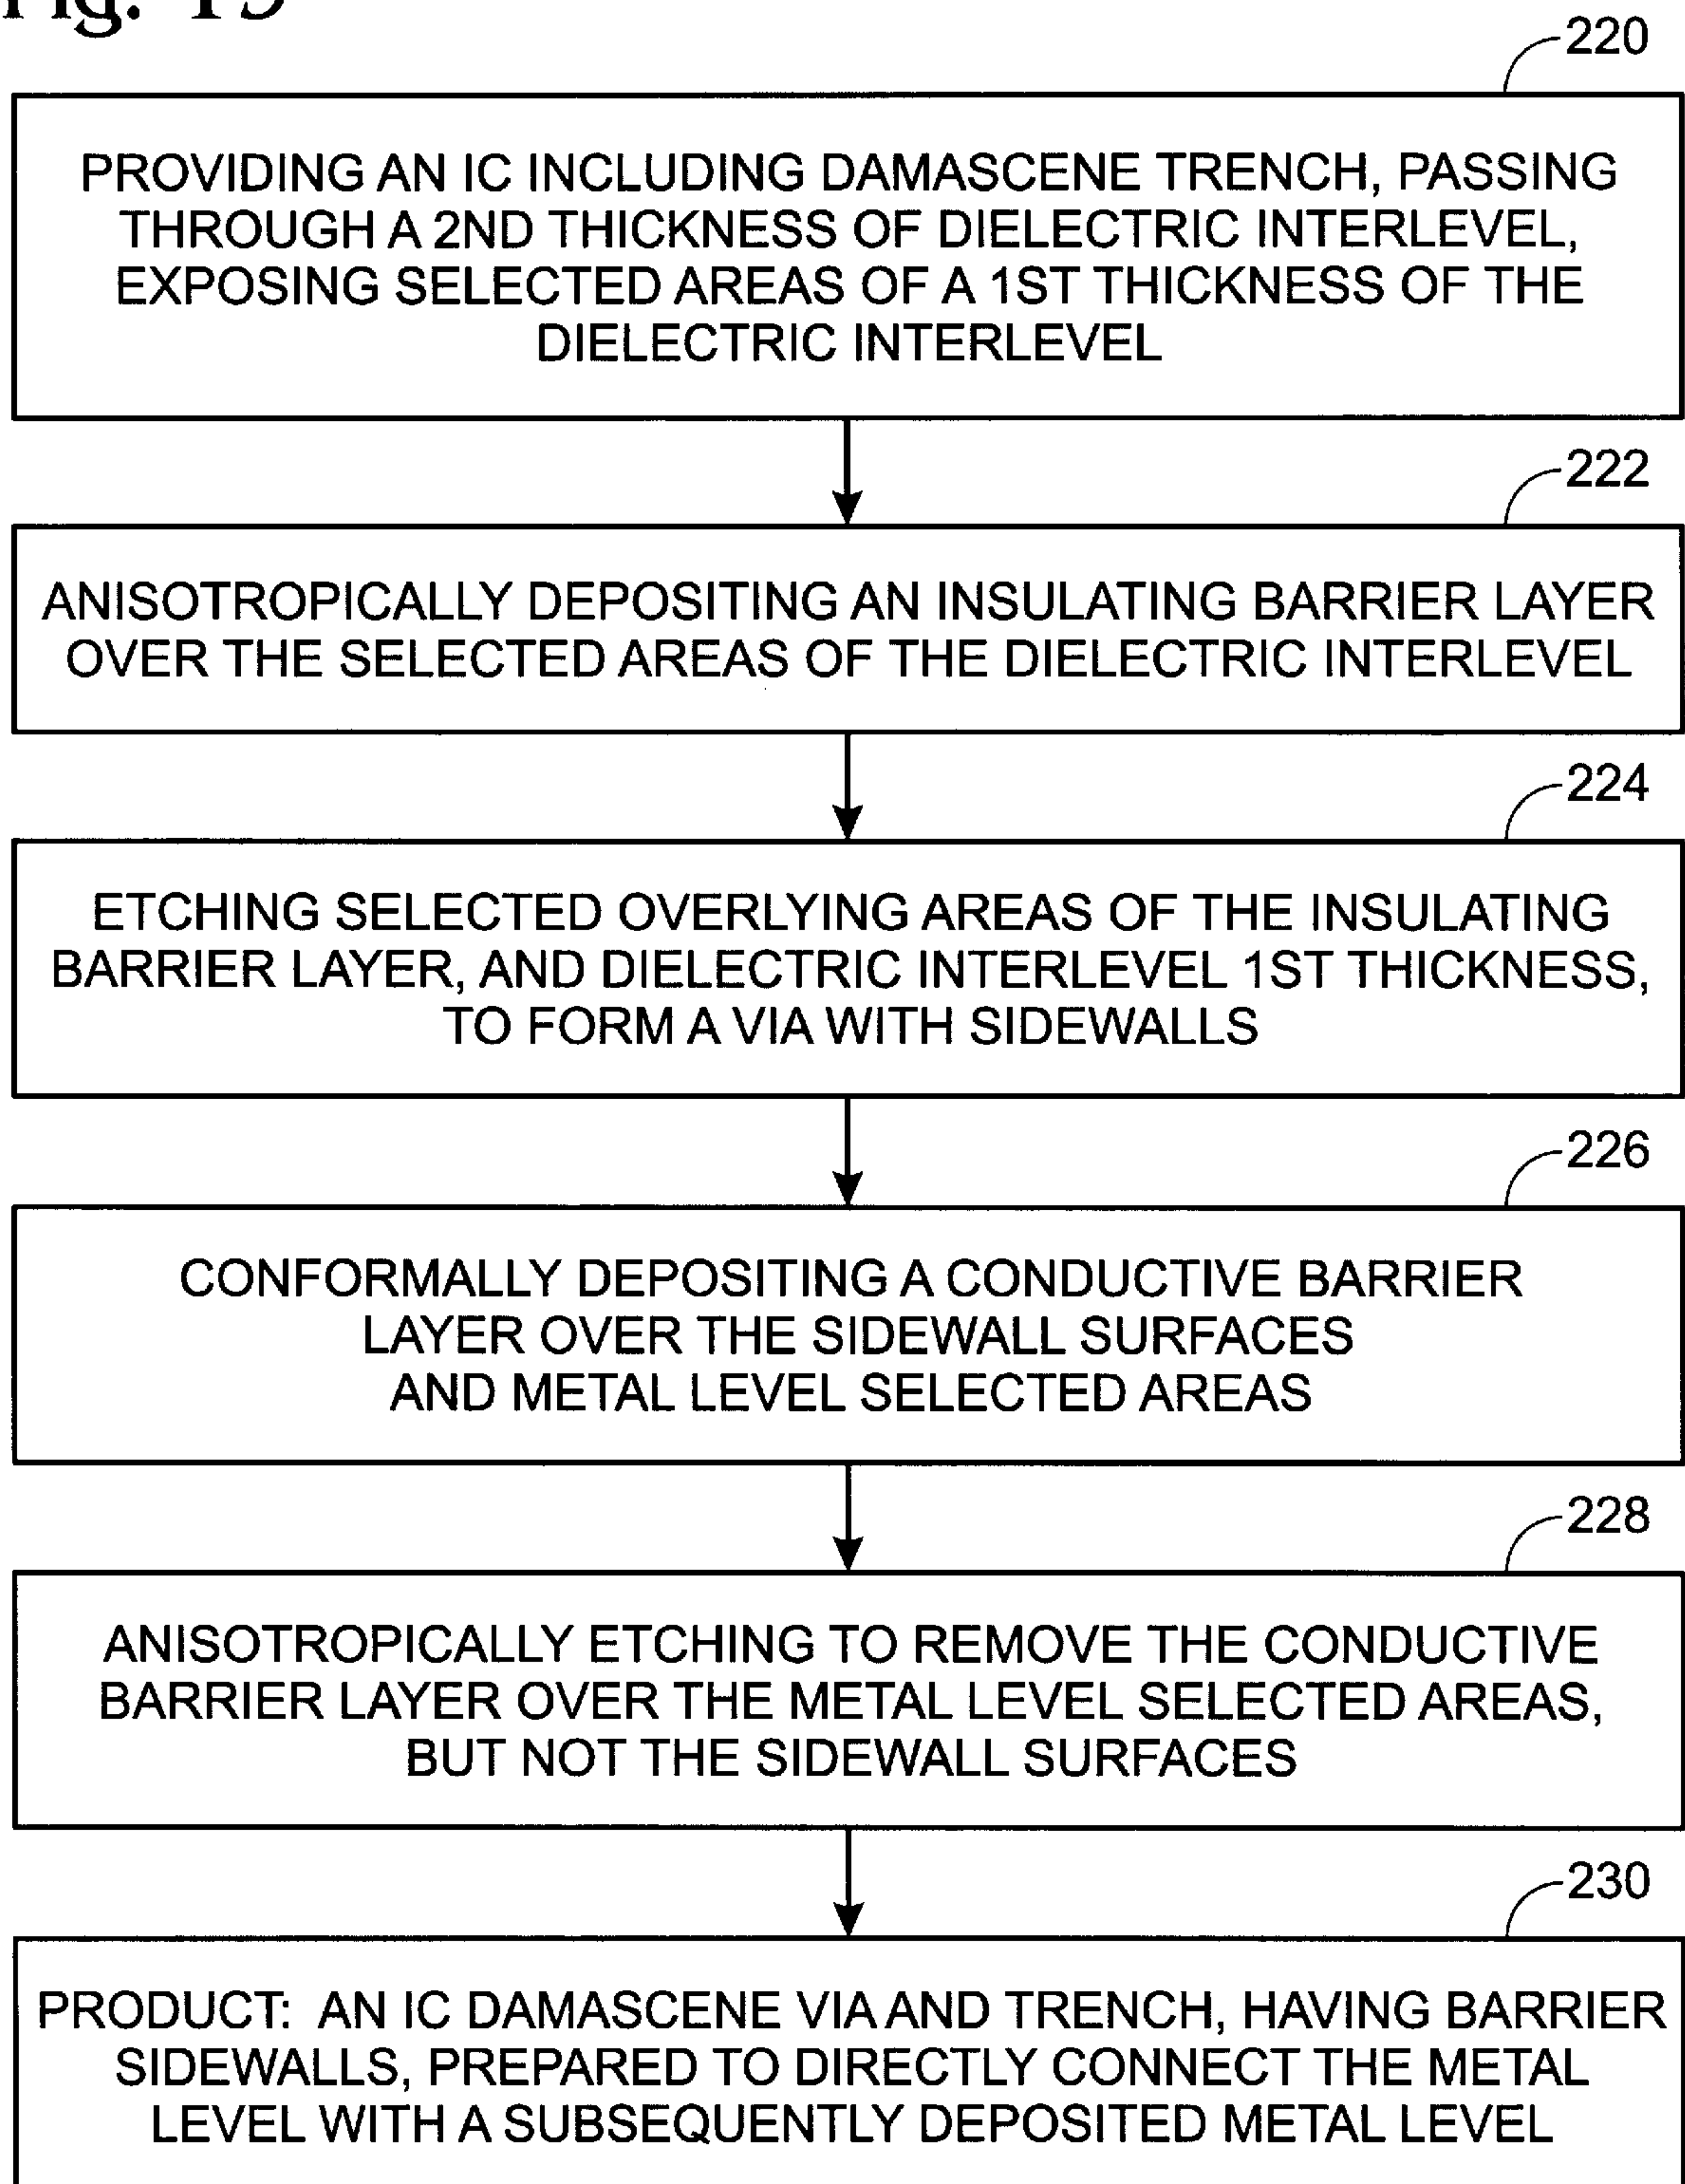 Fig. 15
220
PROVIDING AN IC INCLUDING DAMASCENE TRENCH, PASSING
THROUGH A 2ND THICKNESS OF DIELECTRIC INTERLEVEL,
EXPOSING SELECTED AREAS OF A 1ST THICKNESS OF THE
DIELECTRIC INTERLEVEL
222
ANISOTROPICALLY DEPOSITING AN INSULATING BARRIER LAYER
OVER THE SELECTED AREAS OF THE DIELECTRIC INTERLEVEL
224
ETCHING SELECTED OVERLYING AREAS OF THE INSULATING
BARRIER LAYER, AND DIELECTRIC INTERLEVEL 1ST THICKNESS,
TO FORM A VIA WITH SIDEWALLS
226
CONFORMALLY DEPOSITING A CONDUCTIVE BARRIER
LAYER OVER THE SIDEWALL SURFACES
AND METAL LEVEL SELECTED AREAS
228
ANISOTROPICALLY ETCHING TO REMOVE THE CONDUCTIVE
BARRIER LAYER OVER THE METAL LEVEL SELECTED AREAS,
BUT NOT THE SIDEWALL SURFACES
230
PRODUCT: AN IC DAMASCENE VIA AND TRENCH, HAVING BARRIER
SIDEWALLS, PREPARED TO DIRECTLY CONNECT THE METAL
LEVEL WITH A SUBSEQUENTLY DEPOSITED METAL LEVEL